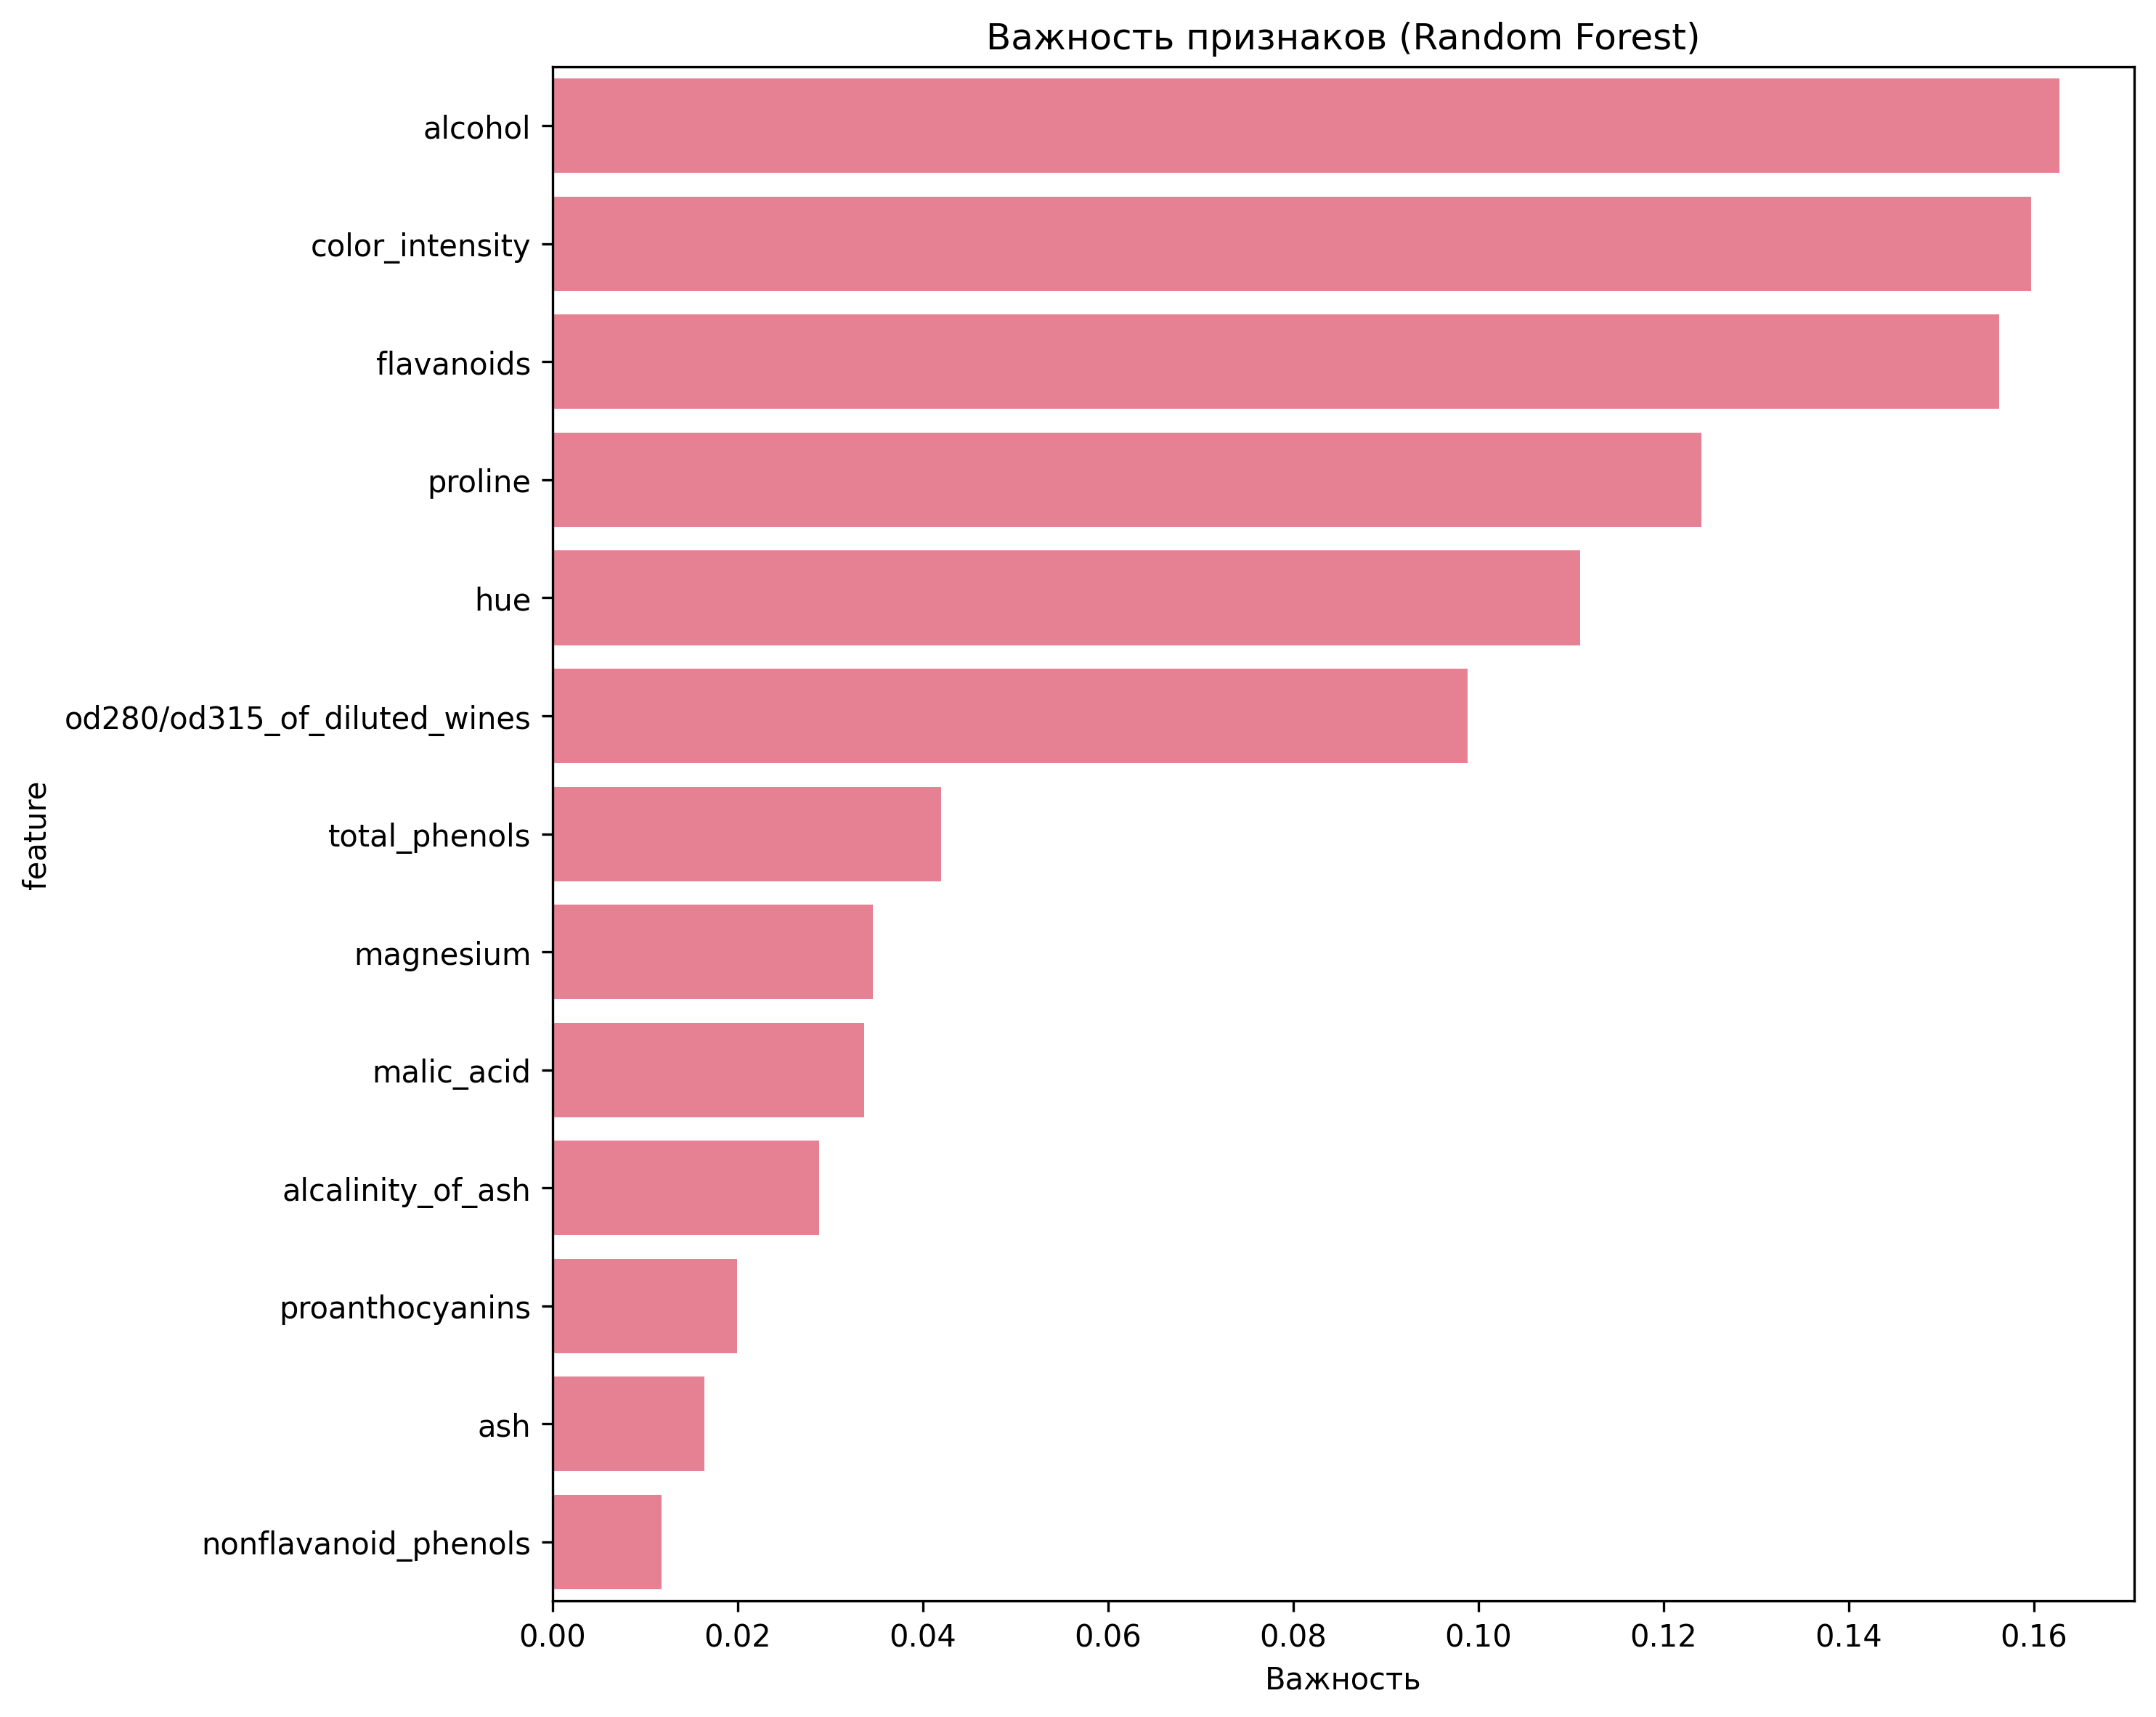 Важность признаков (Random Forest)
alcohol
color_intensity
flavanoids
proline
hue
od280/od315_of_diluted_wines
total_phenols
magnesium
malic_acid
alcalinity_of_ash
proanthocyanins
ash
nonflavanoid_phenols
feature
0.00 0.02 0.04 0.06 0.08 0.10 0.12 0.14 0.16
Важность